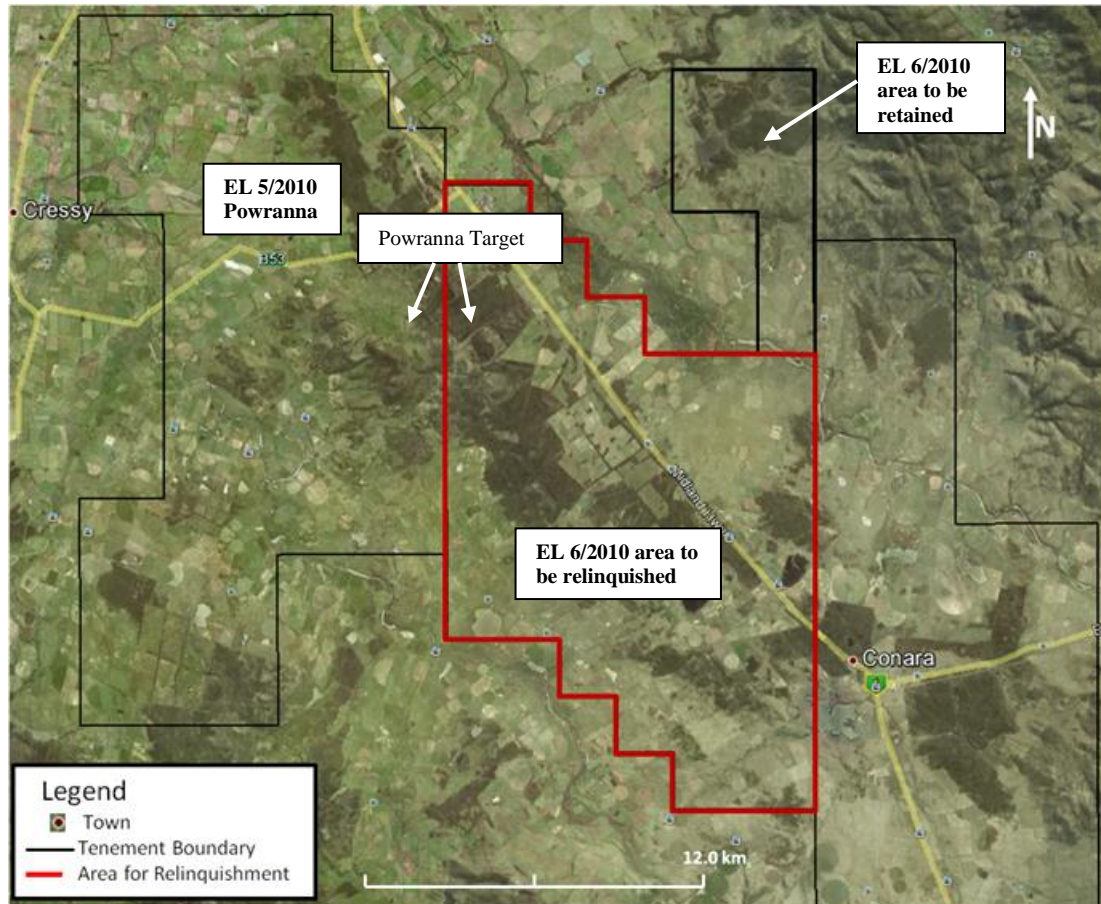 EL 6/2010
area to be
retained
N
EL 5/2010
Powranna
Cressy
Powranna Target
B53
EL 6/2010 area to
be relinquished
Conara
Legend
Town
Tenement Boundary
Area for Relinquishment
12.0 km